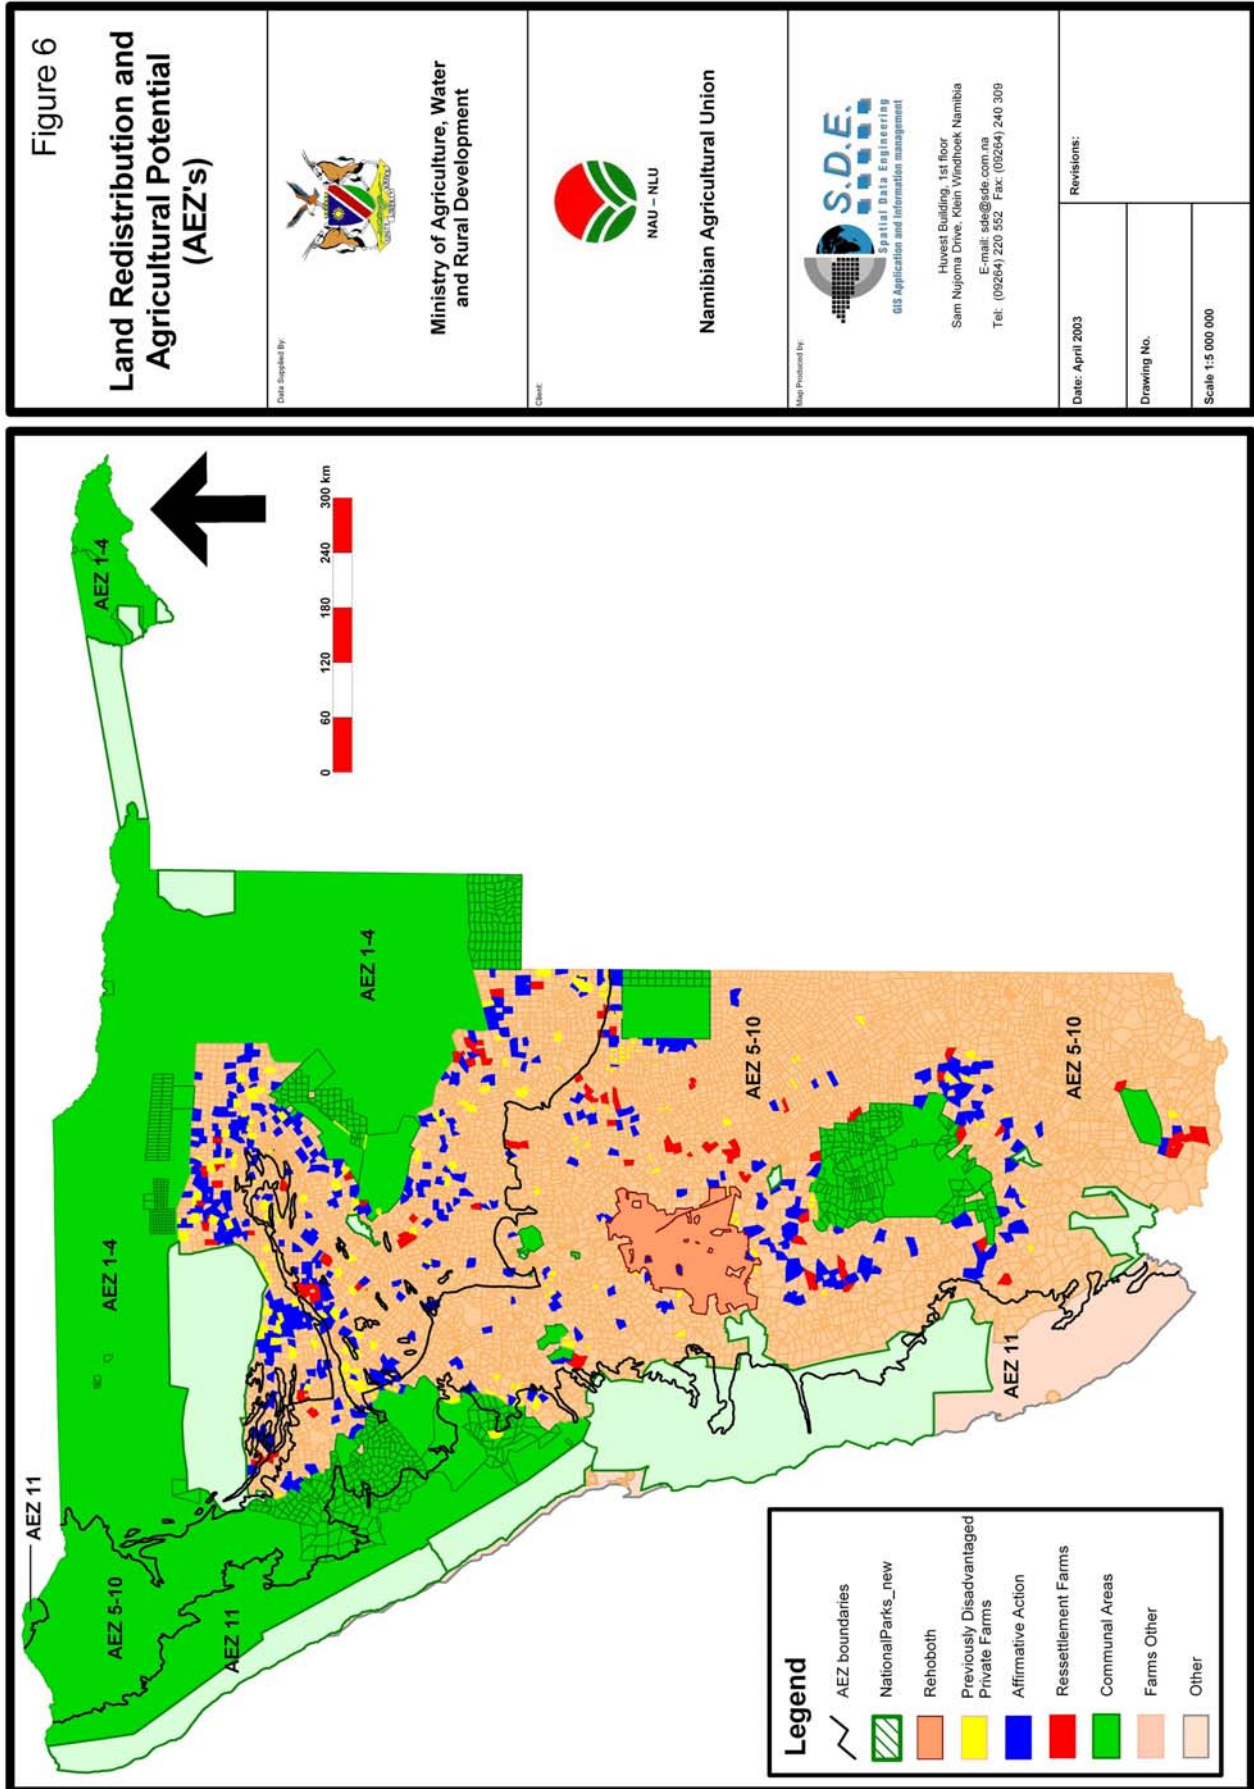 Figure 6
Land Redistribution and
Agricultural Potential
(AEZ's)
Data Supplied By:
Ministry of Agriculture, Water
and Rural Development
Client:
NAU – NLU
Namibian Agricultural Union
Map Produced by:
S.D.E.
Spatial Data Engineering
GIS Application and Information management
Huvest Building, 1st floor
Sam Nujoma Drive, Klein Windhoek Namibia
E-mail: sde@sde.com.na
Tel: (09264) 220 552 Fax: (09264) 240 309
Date: April 2003
Revisions:
Drawing No.
Scale 1:5 000 000
AEZ 11
AEZ 5-10
AEZ 11
AEZ 1-4
AEZ 1-4
AEZ 1-4
0 60 120 180 240 300 km
AEZ 5-10
AEZ 5-10
AEZ 11
Legend
AEZ boundaries
NationalParks_new
Rehoboth
Previously Disadvantaged
Private Farms
Affirmative Action
Ressettlement Farms
Communal Areas
Farms Other
Other